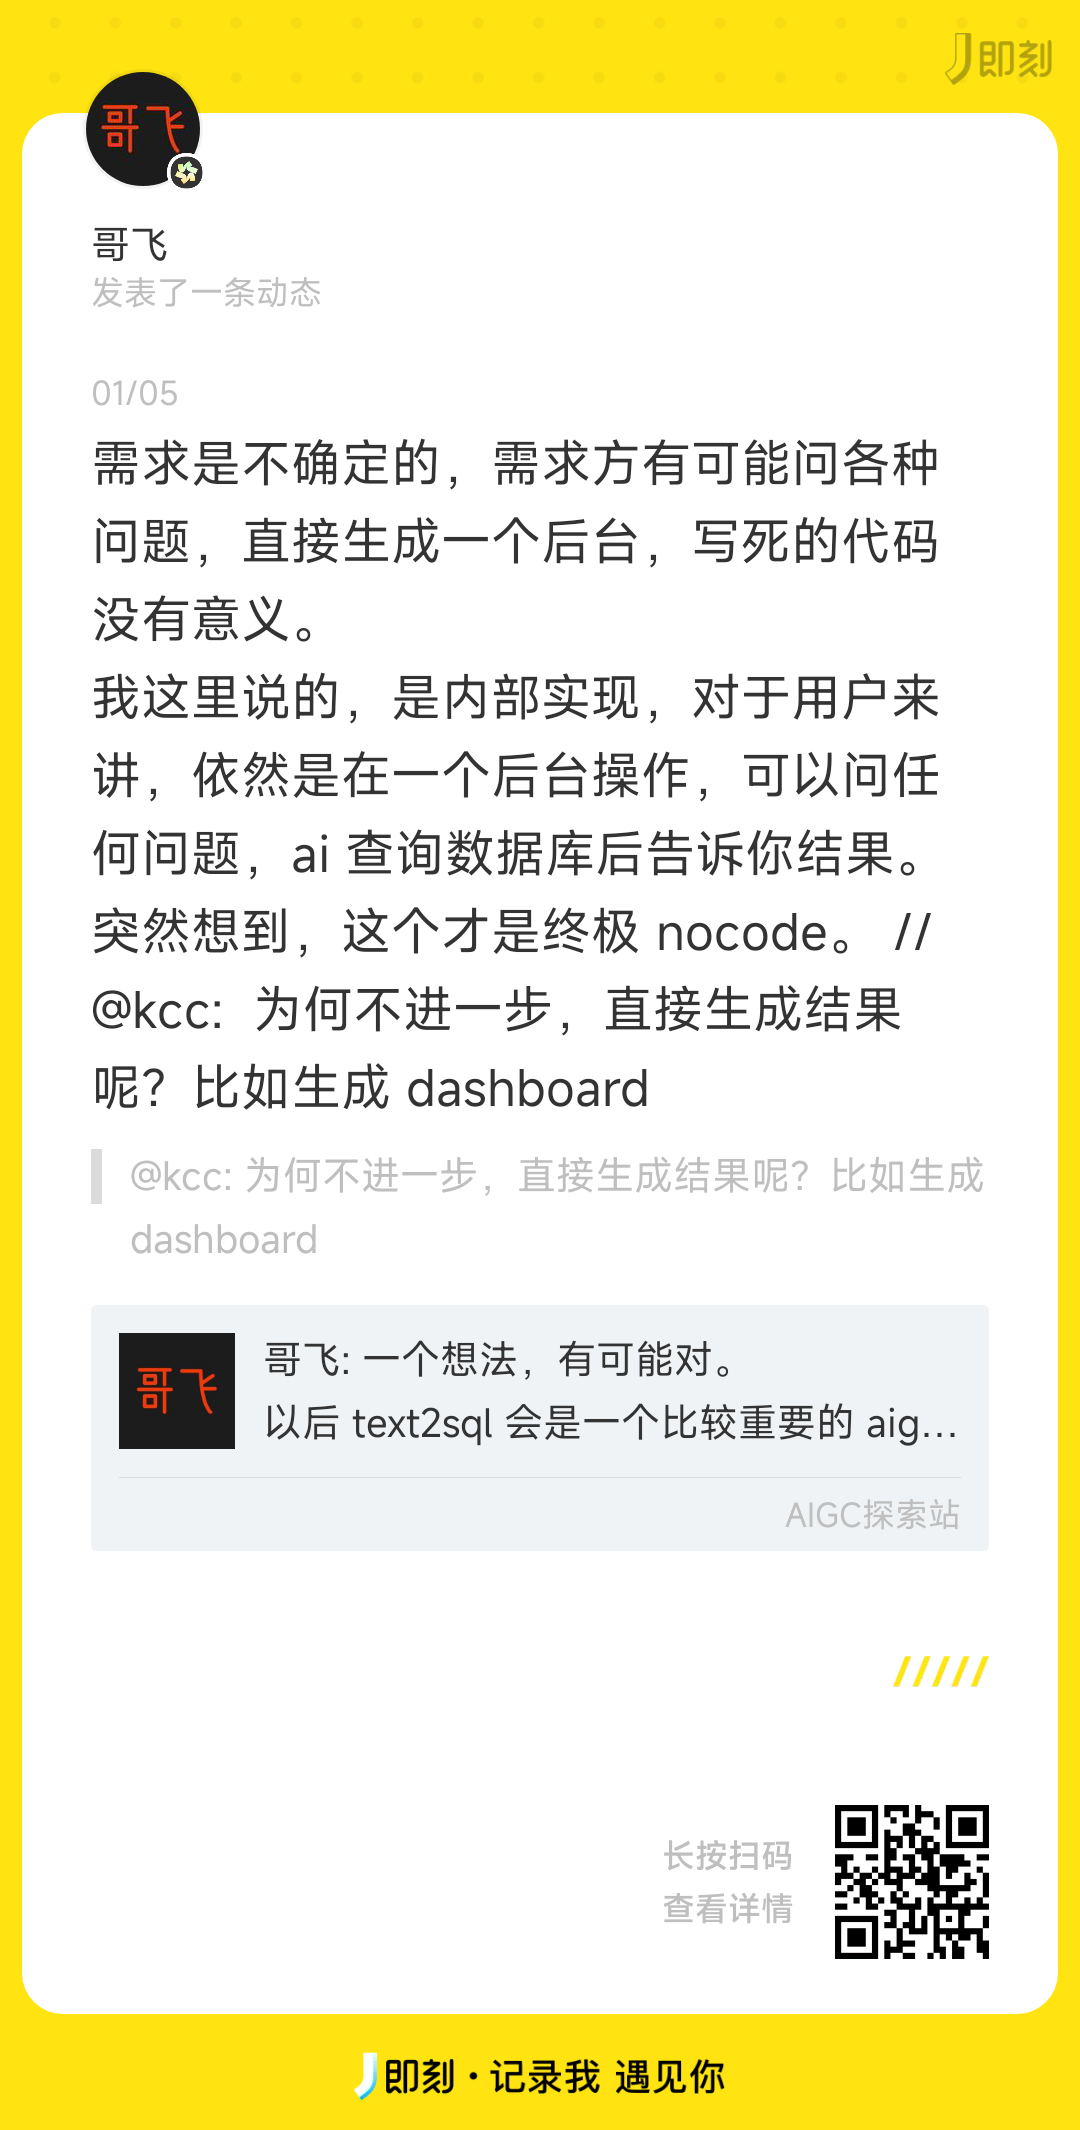 即刻
哥飞
哥飞
发表了一条动态
01/05
需求是不确定的，需求方有可能问各种
问题，直接生成一个后台，写死的代码
没有意义。
我这里说的，是内部实现，对于用户来
讲，依然是在一个后台操作，可以问任
何问题，ai 查询数据库后告诉你结果。
突然想到，这个才是终极 nocode。 //
@kcc: 为何不进一步，直接生成结果
呢？比如生成 dashboard
@kcc: 为何不进一步，直接生成结果呢？比如生成
dashboard
哥飞
哥飞: 一个想法，有可能对。
以后 text2sql 会是一个比较重要的 aig...
AIGC探索站
/////
长按扫码
查看详情
即刻·记录我 遇见你